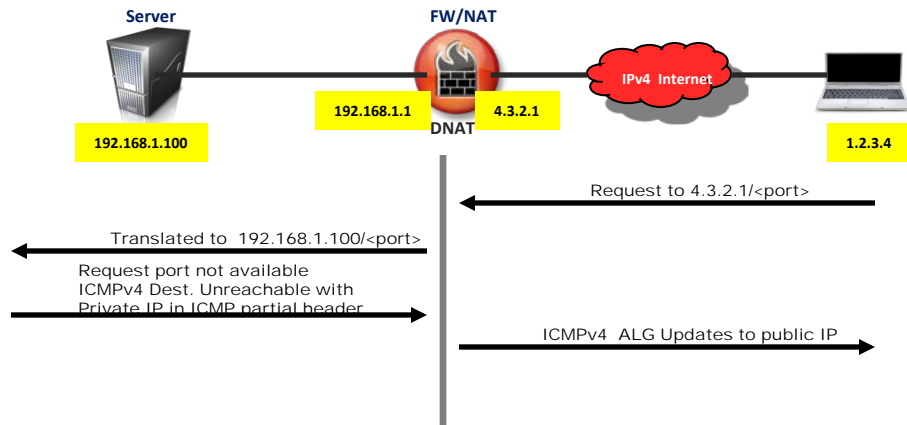 Server
FW/NAT
IPv4 Internet
192.168.1.1
4.3.2.1
DNAT
192.168.1.100
1.2.3.4
Request to 4.3.2.1/<port>
Translated to 192.168.1.100/<port>
Request port not available
ICMPv4 Dest. Unreachable with
Private IP in ICMP partial header
ICMPv4 ALG Updates to public IP